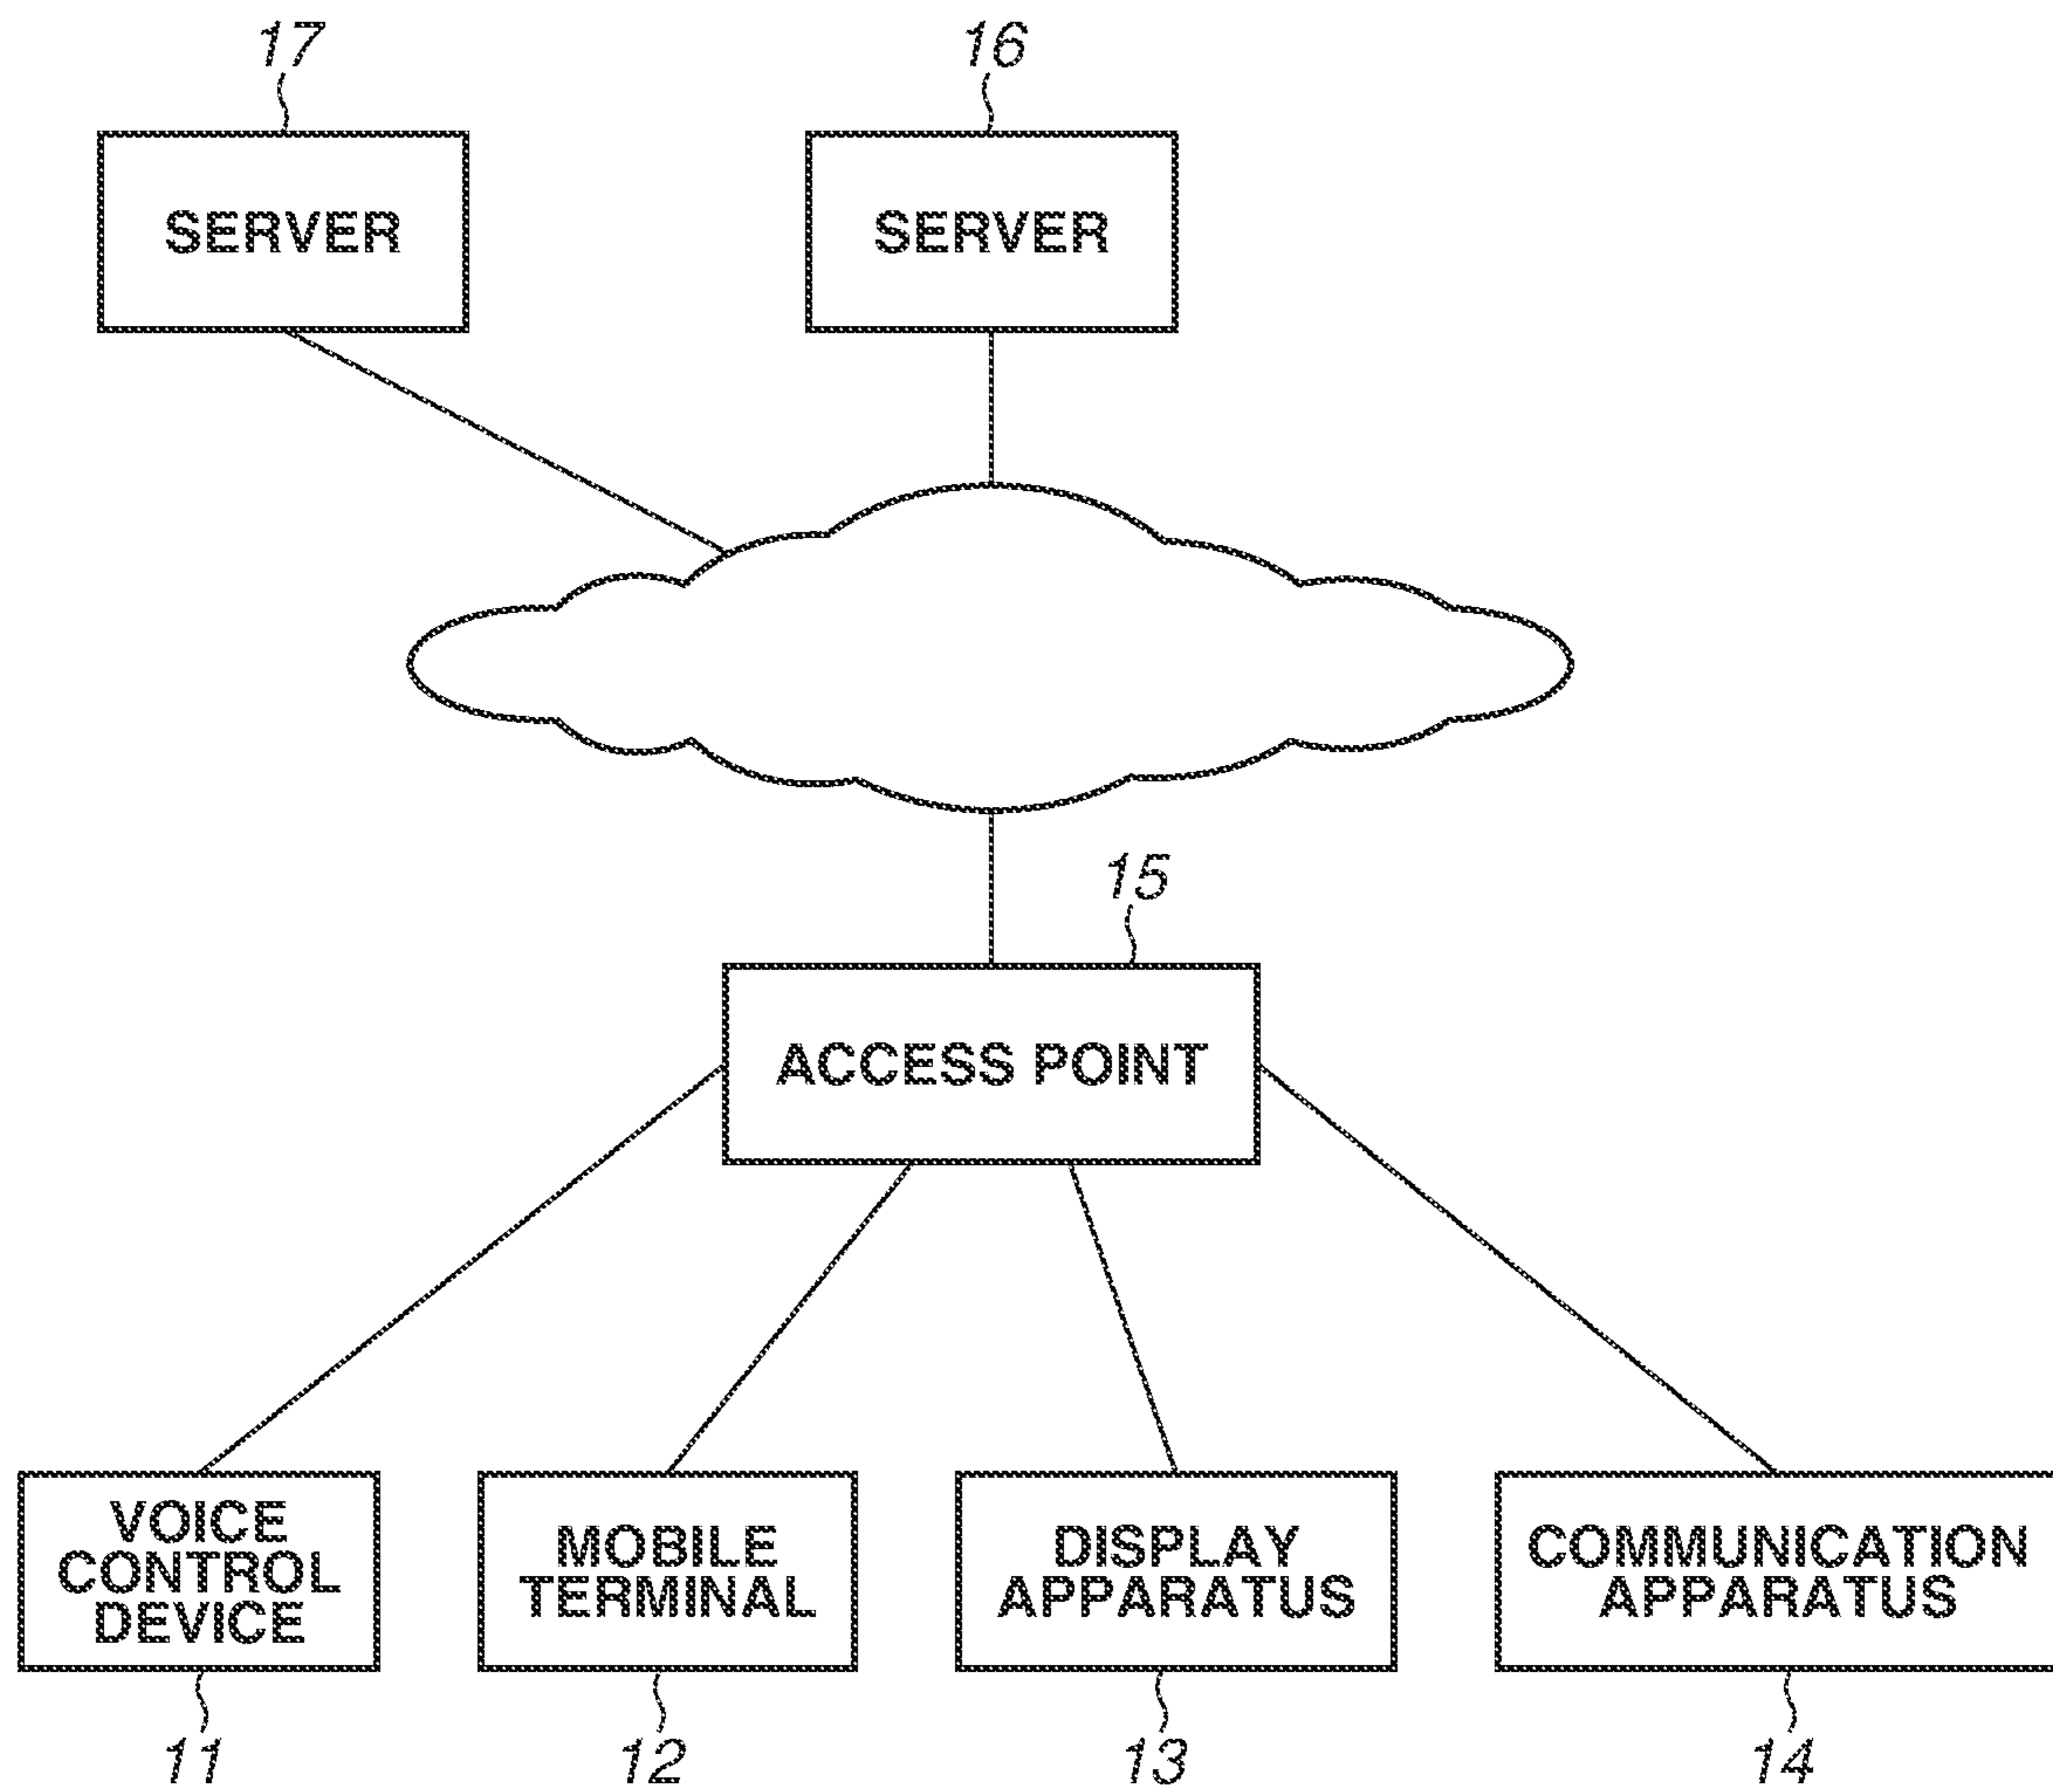 17
16
SERVER
SERVER
15
ACCESS POINT
VOICE
CONTROL
DEVICE
MOBILE
TERMINAL
DISPLAY
APPARATUS
COMMUNICATION
APPARATUS
11
12
13
14